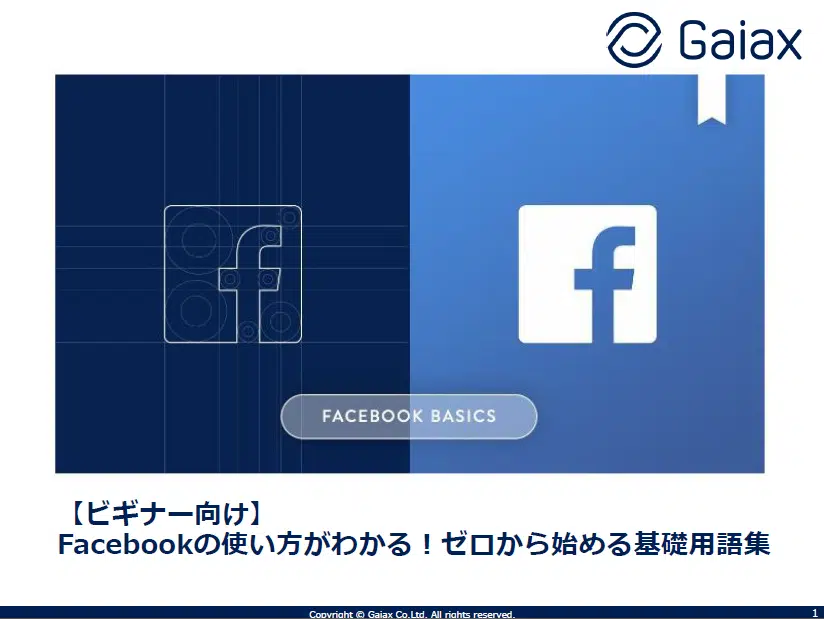 Gaiax
FACEBOOK BASICS
【ビギナー向け】
Facebookの使い方がわかる！ゼロから始める基礎用語集
Copyright © Gaiax Co.Ltd. All rights reserved.
1